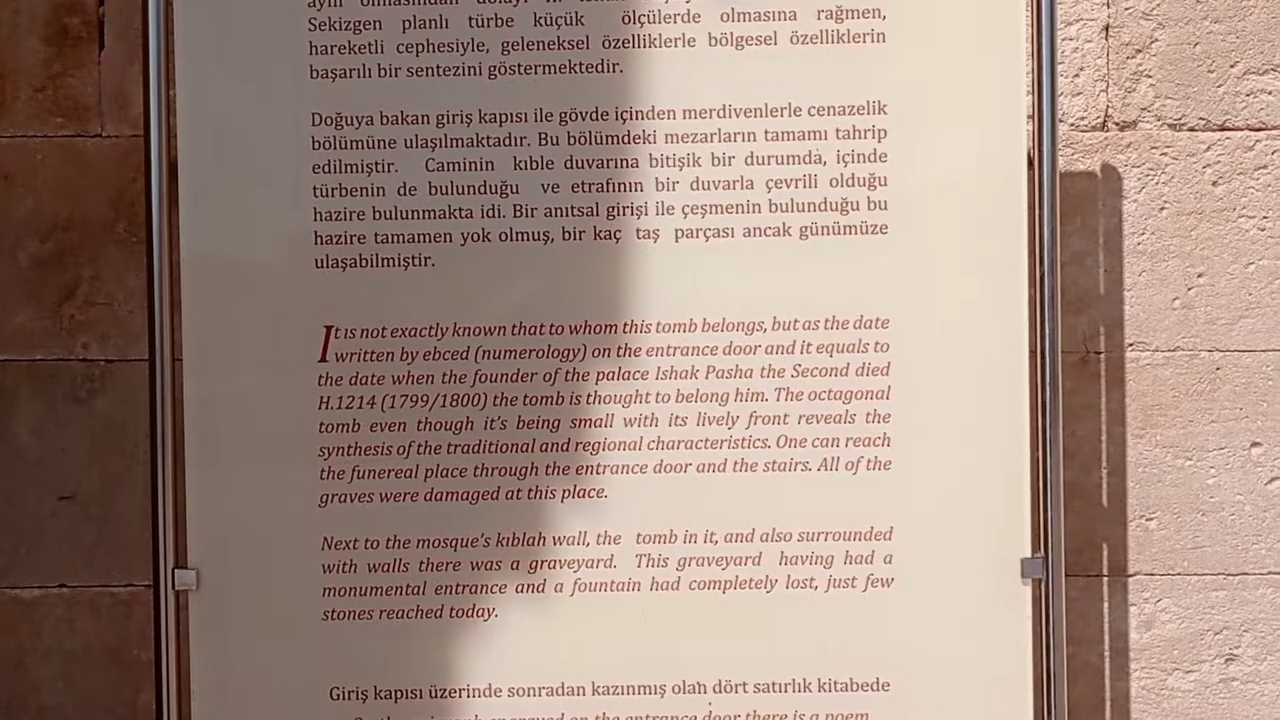 Sekizgen planlı türbe küçük ölçülerde olmasına rağmen,
hareketli cephesiyle, geleneksel özelliklerle bölgesel özelliklerin
başarılı bir sentezini göstermektedir.
Doğuya bakan giriş kapısı ile gövde içinden merdivenlerle cenazelik
bölümüne ulaşılmaktadır. Bu bölümdeki mezarların tamamı tahrip
edilmiştir. Caminin kıble duvarına bitişik bir durumda, içinde
türbenin de bulunduğu ve etrafının bir duvarla çevrili olduğu
hazire bulunmakta idi. Bir anıtsal girişi ile çeşmenin bulunduğu bu
hazire tamamen yok olmuş, bir kaç taş parçası ancak günümüze
ulaşabilmiştir.
It ıs not exactly known that to whom this tomb belongs, but as the date
written by ebced (numerology) on the entrance door and it equals to
the date when the founder of the palace Ishak Pasha the Second died
H.1214 (1799/1800) the tomb is thought to belong him. The octagonal
tomb even though it's being small with its lively front reveals the
synthesis of the traditional and regional characteristics. One can reach
the funereal place through the entrance door and the stairs. All of the
graves were damaged at this place.
Next to the mosque's kıblah wall, the tomb in it, and also surrounded
with walls there was a graveyard. This graveyard having had a
monumental entrance and a fountain had completely lost, just few
stones reached today.
Giriş kapısı üzerinde sonradan kazınmış olan dört satırlık kitabede
on the entrance door there is a poem